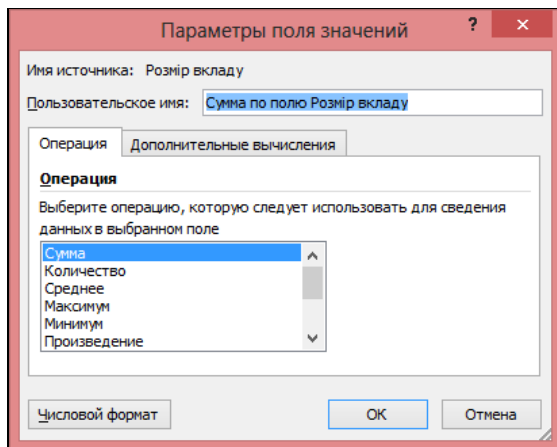 Параметры поля значений
?
×
Имя источника: Розмір вкладу
Пользовательское имя: Сумма по полю Розмір вкладу
Операция Дополнительные вычисления
Операция
Выберите операцию, которую следует использовать для сведения
данных в выбранном поле
Сумма
Количество
Среднее
Максимум
Минимум
Произведение
Числовой формат ОК Отмена